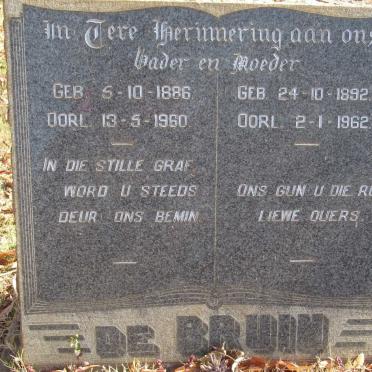 In Tere Herinnering aan ons
Vader en Moeder
GEB. 5-10-1886
OORL. 13-5-1960
IN DIE STILLE GRAF,
WORD U STEEDS
DEUR ONS BEMIN.
GEB. 24-10-1892
OORL. 2-1-1962
ONS GUN U DIE
LIEWE OUERS.
DE BRUIN